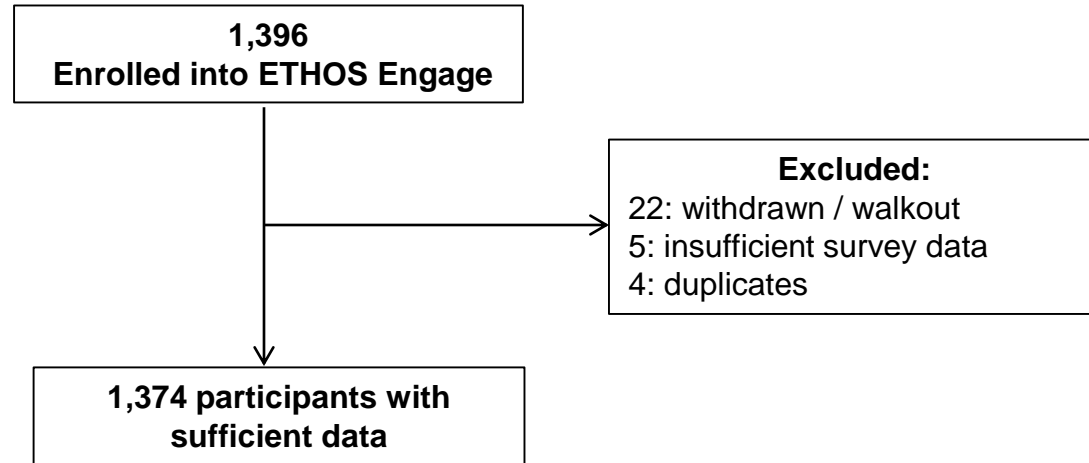 1,396
Enrolled into ETHOS Engage
Excluded:
22: withdrawn / walkout
5: insufficient survey data
4: duplicates
1,374 participants with
sufficient data